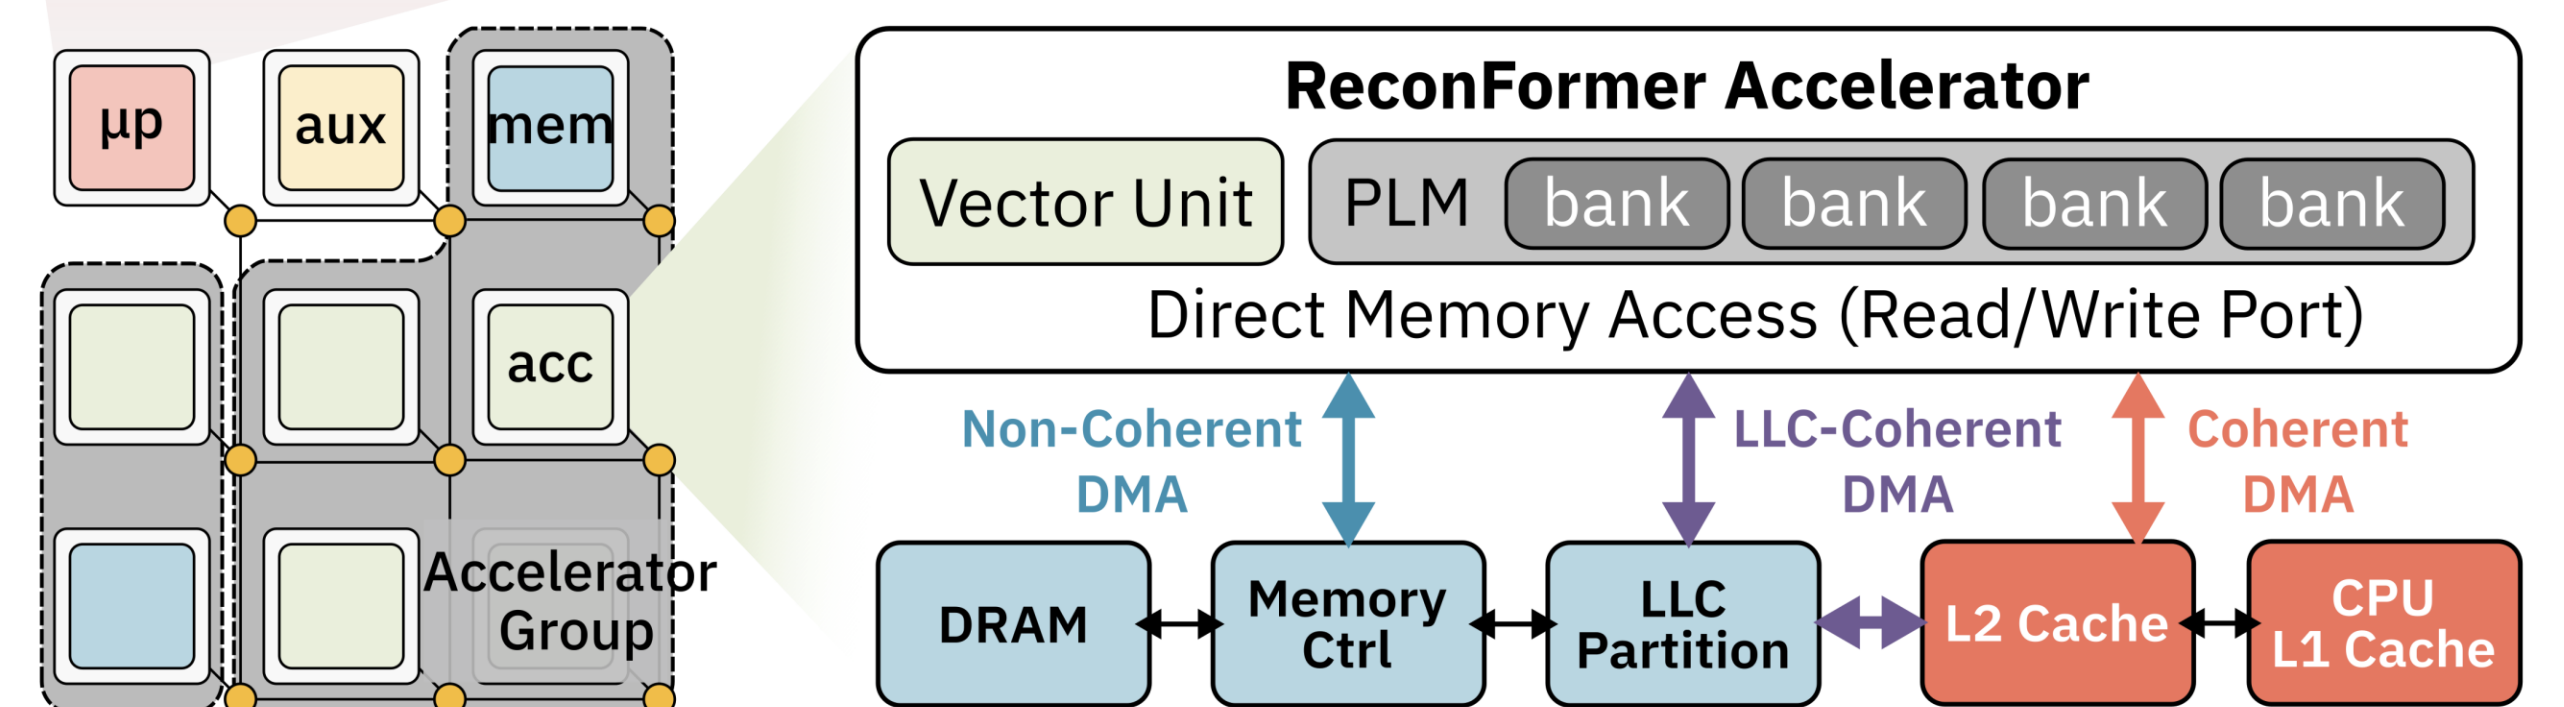 µp
aux
mem
acc
Accelerator
Group
ReconFormer Accelerator
Vector Unit
PLM
bank
bank
bank
bank
Direct Memory Access (Read/Write Port)
Non-Coherent
DMA
LLC-Coherent
DMA
Coherent
DMA
DRAM
Memory
Ctrl
LLC
Partition
L2 Cache
CPU
L1 Cache